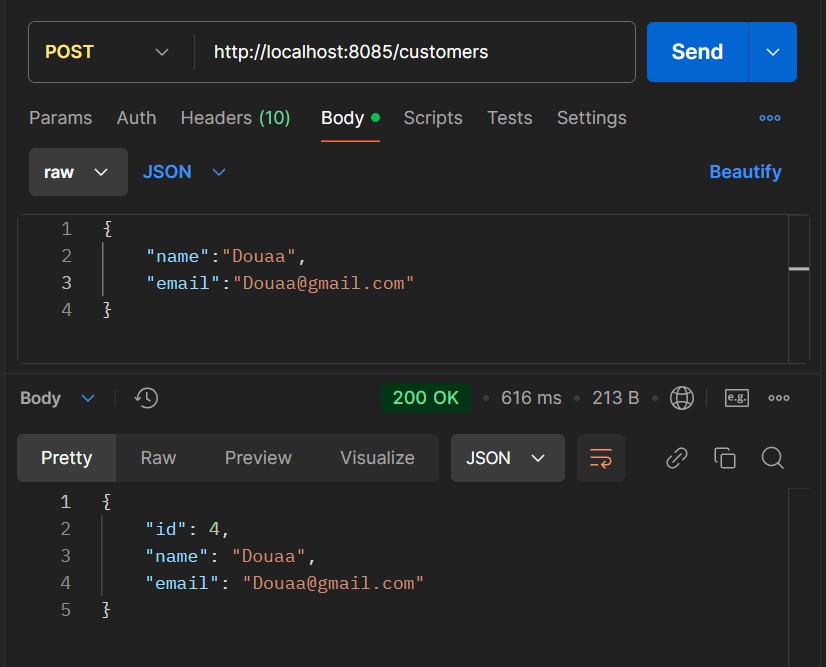 POST http://localhost:8085/customers Send
Params Auth Headers (10) Body Scripts Tests Settings
raw JSON Beautify
1 {
2 "name":"Douaa",
3 "email":"Douaa@gmail.com"
4 }
Body 200 OK • 616 ms • 213 B • e.g.
Pretty Raw Preview Visualize JSON
1 {
2 "id": 4,
3 "name": "Douaa",
4 "email": "Douaa@gmail.com"
5 }